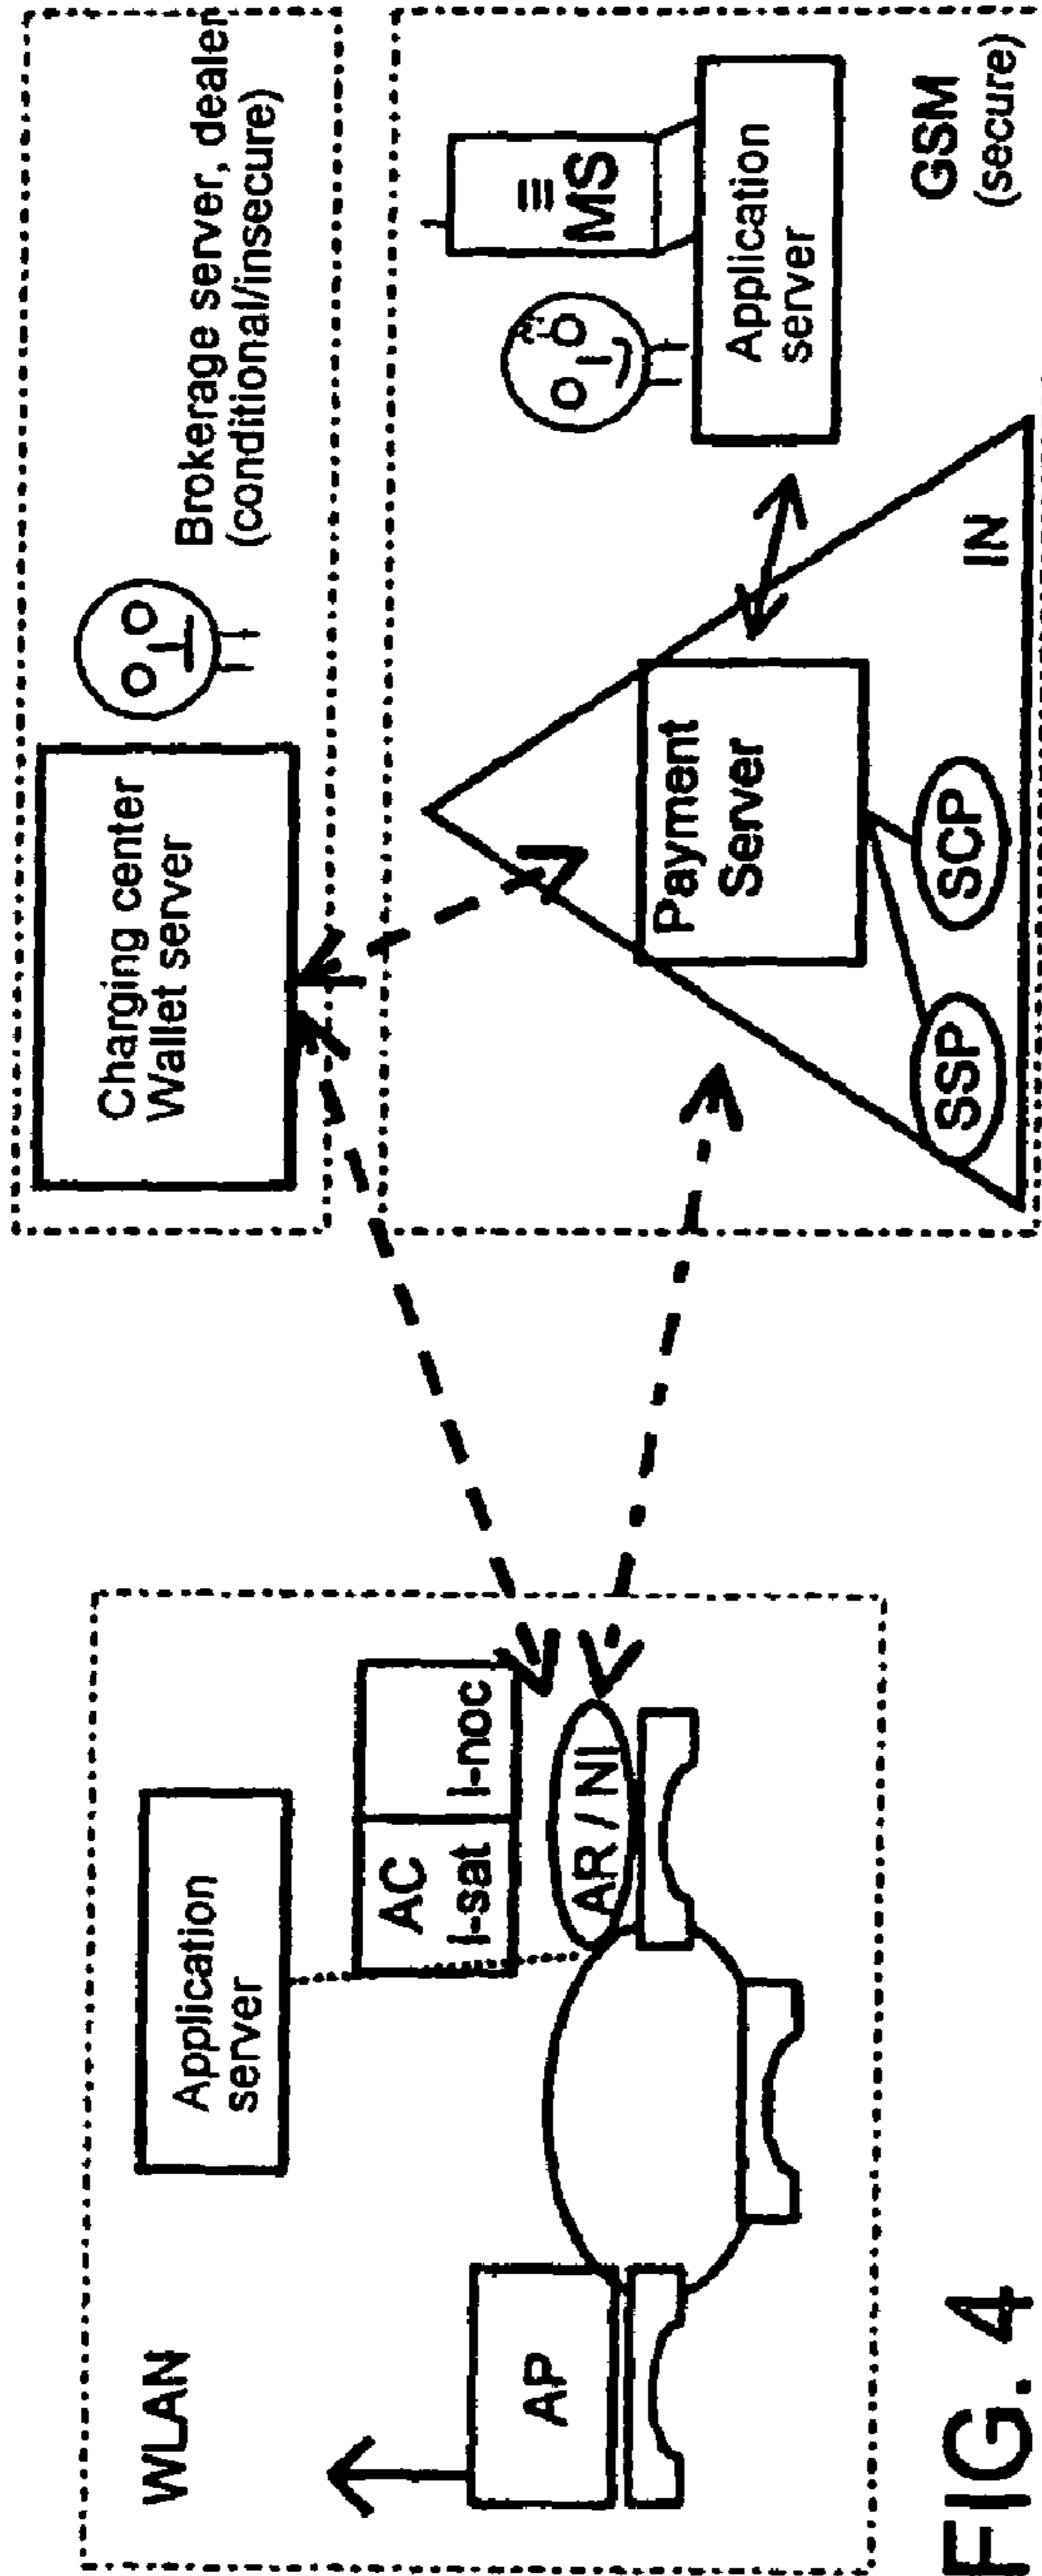 WLAN
Application
server
AP
AC
I-sat
I-noc
AR / NI
Charging center
Wallet server
Brokerage server, dealer
(conditional/insecure)
Payment
Server
SSP
SCP
IN
MS
Application
server
GSM
(secure)
FIG. 4